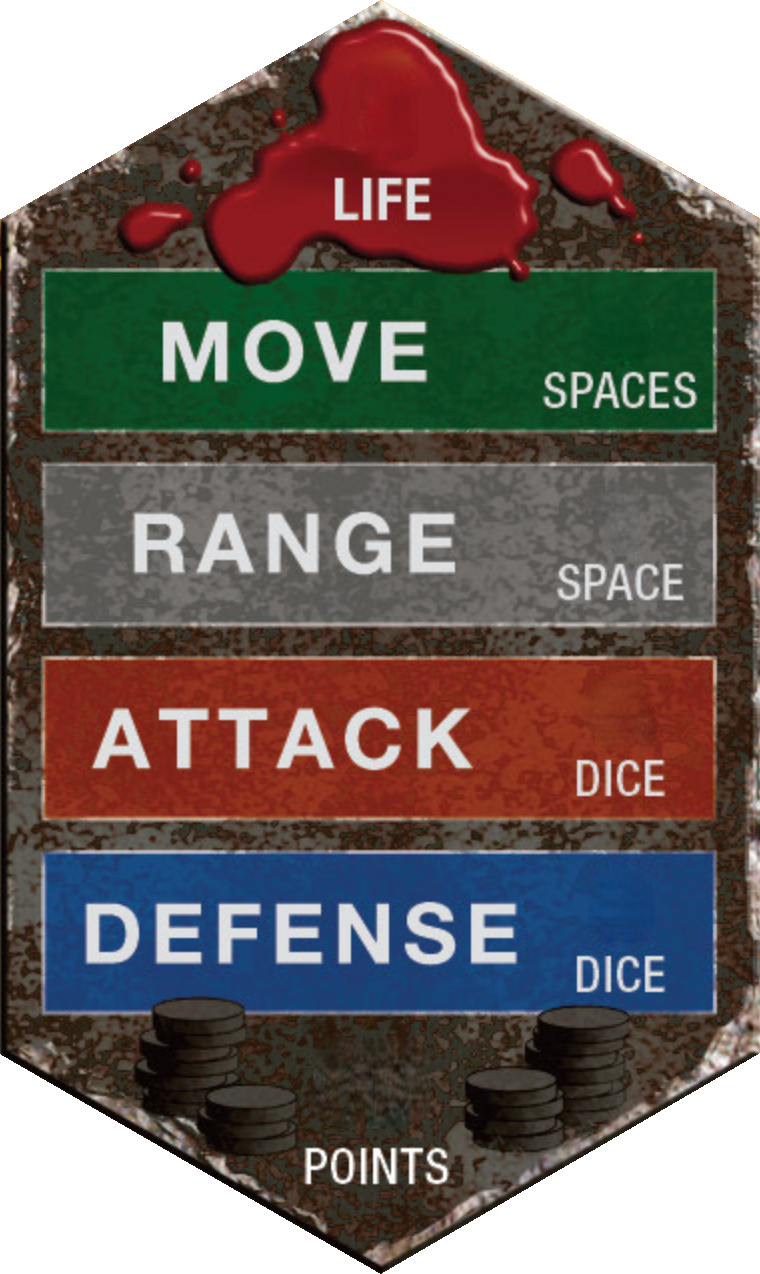 LIFE
MOVE
SPACES
RANGE
SPACE
ATTACK
DICE
DEFENSE
DICE
POINTS